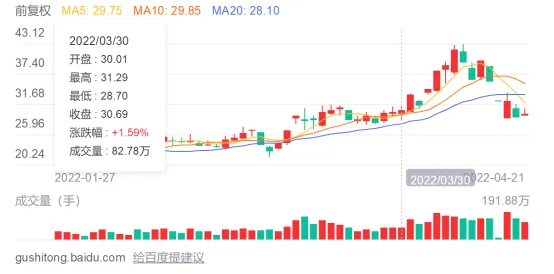 前复权 MA5: 29.75 MA10: 29.85 MA20: 28.10
43.12
37.40
31.68
25.96
20.24
2022/03/30
开盘 : 30.01
最高 : 31.29
最低 : 28.70
收盘 : 30.69
涨跌幅 : +1.59%
成交量 : 82.78万
2022-01-27 2022/03/30 2022-04-21
成交量（手） 191.88万
gushitong.baidu.com 给百度提建议